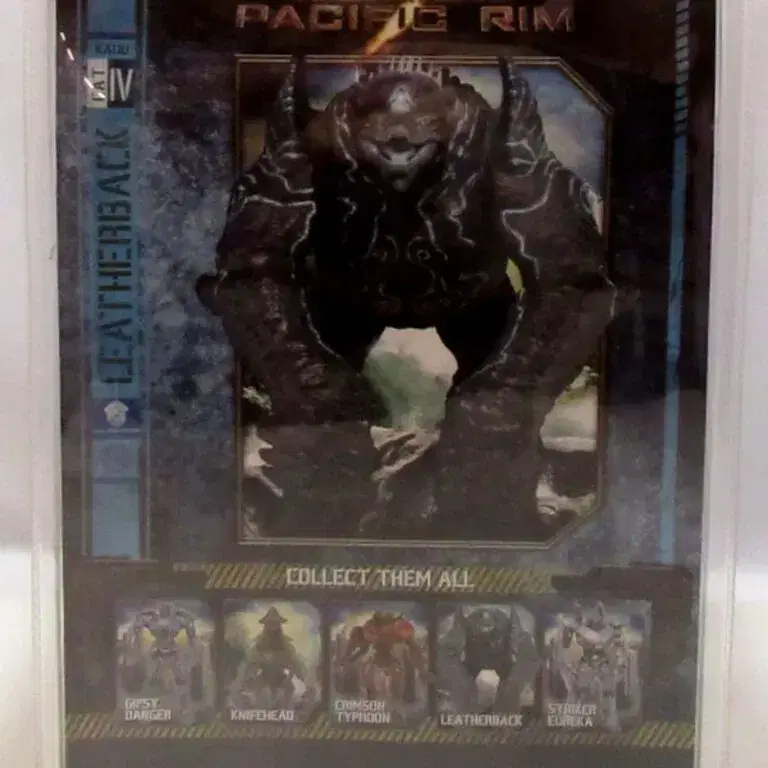 PACIFIC RIM
KAIJU
CAT
IV
LEATHERBACK
COLLECT THEM ALL
GIPSY
DANGER
KNIFEHEAD
CRIMSON
TYPHOON
LEATHERBACK
STRIKER
EUREKA